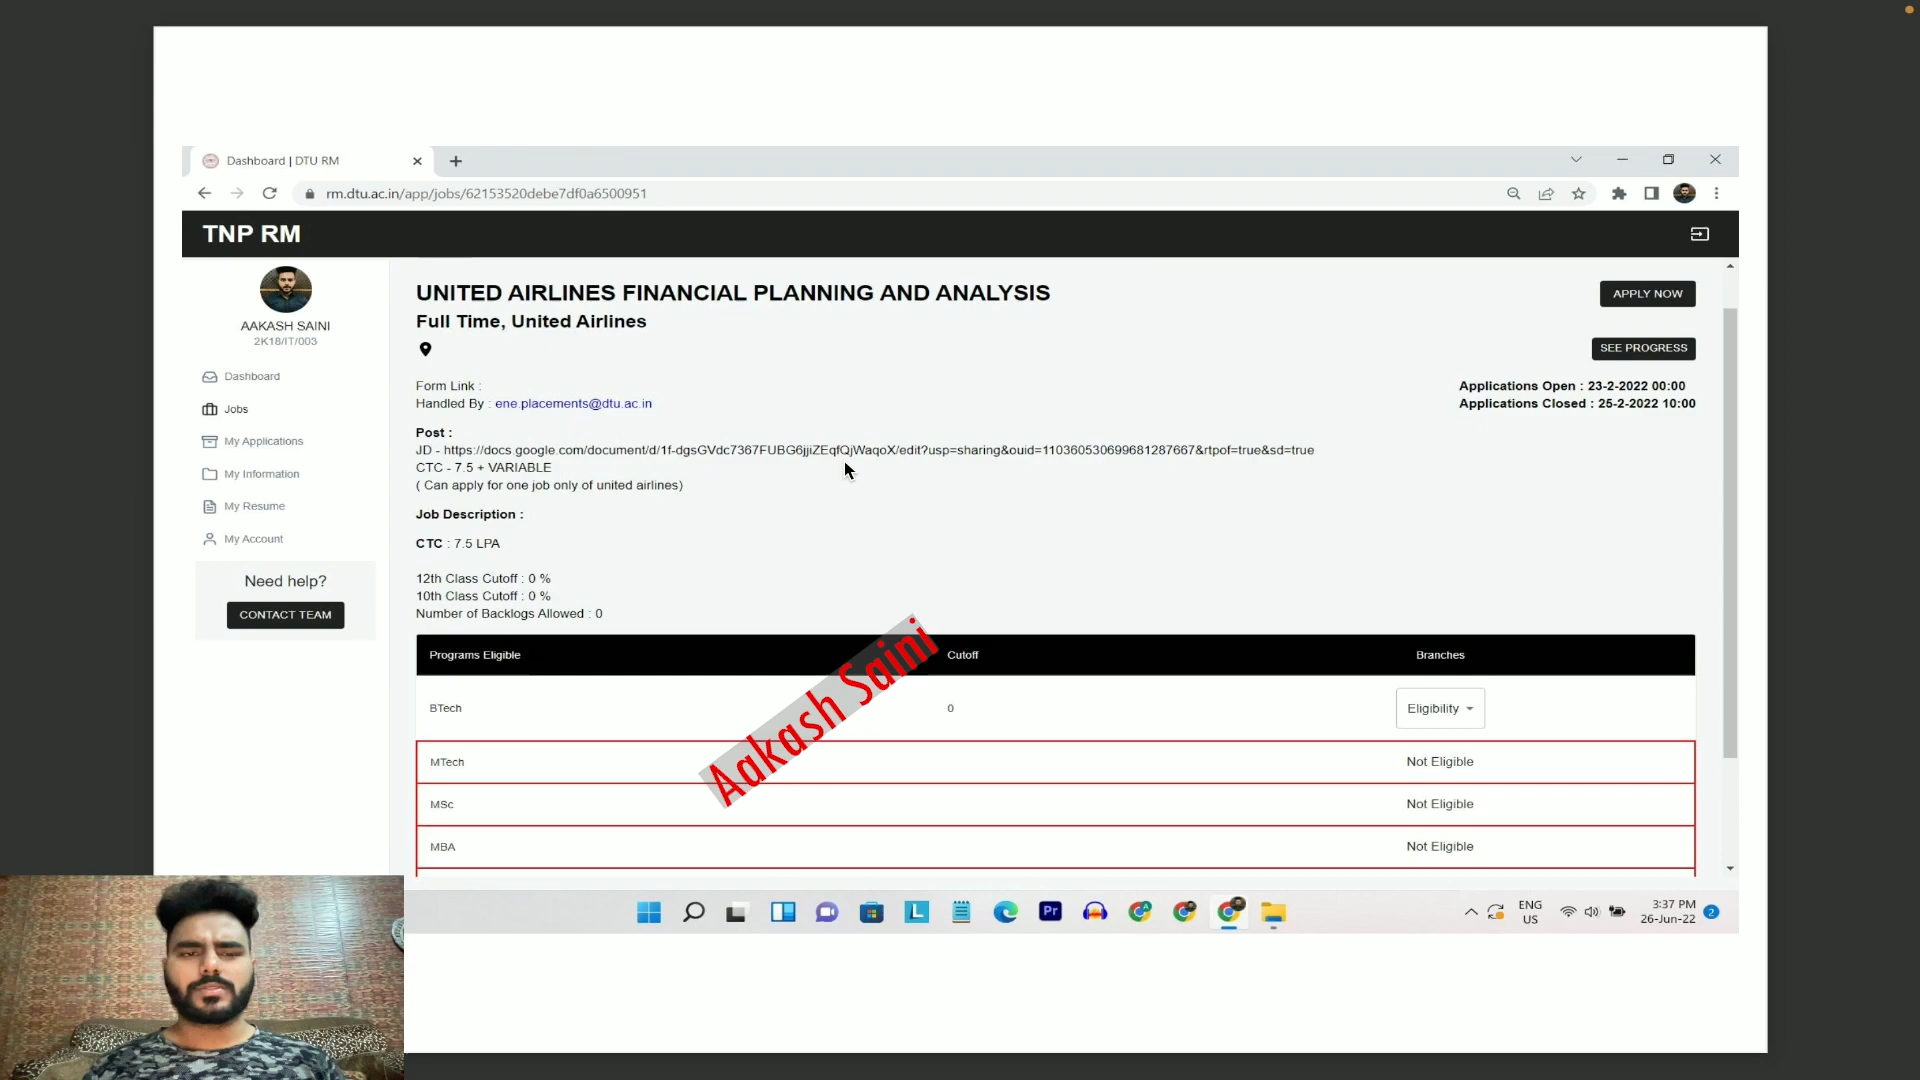 Dashboard | DTU RM
rm.dtu.ac.in/app/jobs/62153520debe7df0a6500951
TNP RM
AAKASH SAINI
2K18/IT/003
Dashboard
Jobs
My Applications
My Information
My Resume
My Account
Need help?
CONTACT TEAM
UNITED AIRLINES FINANCIAL PLANNING AND ANALYSIS
APPLY NOW
Full Time, United Airlines
SEE PROGRESS
Form Link :
Applications Open : 23-2-2022 00:00
Handled By : ene.placements@dtu.ac.in
Applications Closed : 25-2-2022 10:00
Post :
JD - https://docs.google.com/document/d/1f-dgsGVdc7367FUBG6jjiZEqfQjWaqoX/edit?usp=sharing&ouid=110360530699681287667&rtpof=true&sd=true
CTC - 7.5 + VARIABLE
( Can apply for one job only of united airlines)
Job Description :
CTC : 7.5 LPA
12th Class Cutoff : 0 %
10th Class Cutoff : 0 %
Number of Backlogs Allowed : 0
Programs Eligible Cutoff Branches
BTech 0 Eligibility
MTech Not Eligible
MSc Not Eligible
MBA Not Eligible
Aakash Saini
L
Pr
A
ENG
US
3:37 PM
26-Jun-22
2